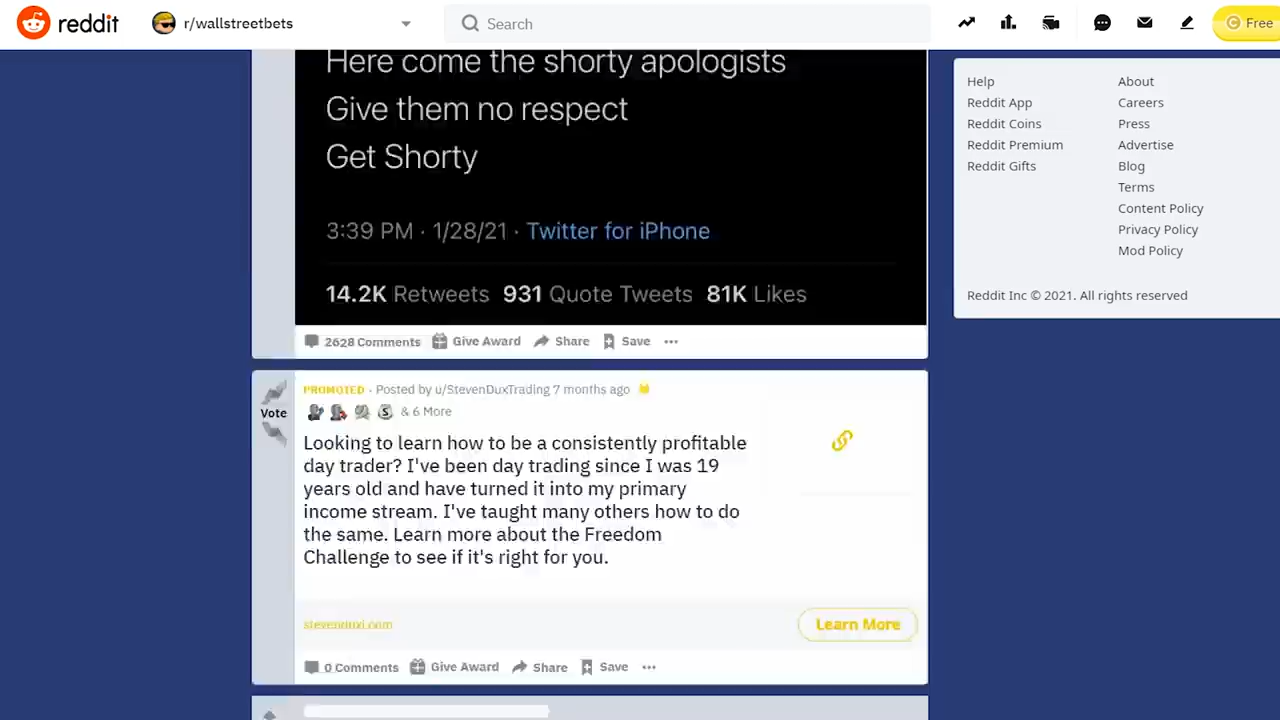 reddit
r/wallstreetbets
Search
Free
Here come the shorty apologists
Give them no respect
Get Shorty
3:39 PM · 1/28/21 · Twitter for iPhone
14.2K Retweets 931 Quote Tweets 81K Likes
2628 Comments Give Award Share Save
Help
Reddit App
Reddit Coins
Reddit Premium
Reddit Gifts
About
Careers
Press
Advertise
Blog
Terms
Content Policy
Privacy Policy
Mod Policy
Reddit Inc © 2021. All rights reserved
PROMOTED · Posted by u/StevenDuxTrading 7 months ago
Vote
& 6 More
Looking to learn how to be a consistently profitable
day trader? I've been day trading since I was 19
years old and have turned it into my primary
income stream. I've taught many others how to do
the same. Learn more about the Freedom
Challenge to see if it's right for you.
Learn More
0 Comments Give Award Share Save